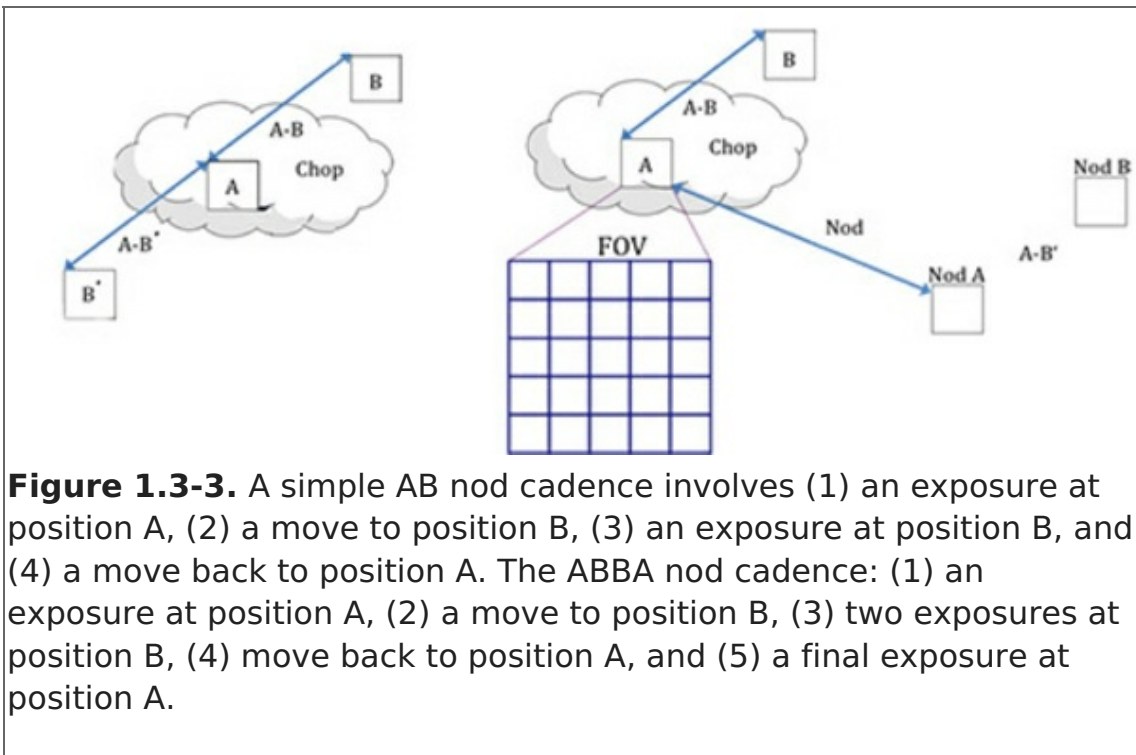 B
A-B
Chop
A
A-B*
B*
B
A-B
Chop
A
Nod B
Nod
FOV
A-B'
Nod A
Figure 1.3-3. A simple AB nod cadence involves (1) an exposure at
position A, (2) a move to position B, (3) an exposure at position B, and
(4) a move back to position A. The ABBA nod cadence: (1) an
exposure at position A, (2) a move to position B, (3) two exposures at
position B, (4) move back to position A, and (5) a final exposure at
position A.